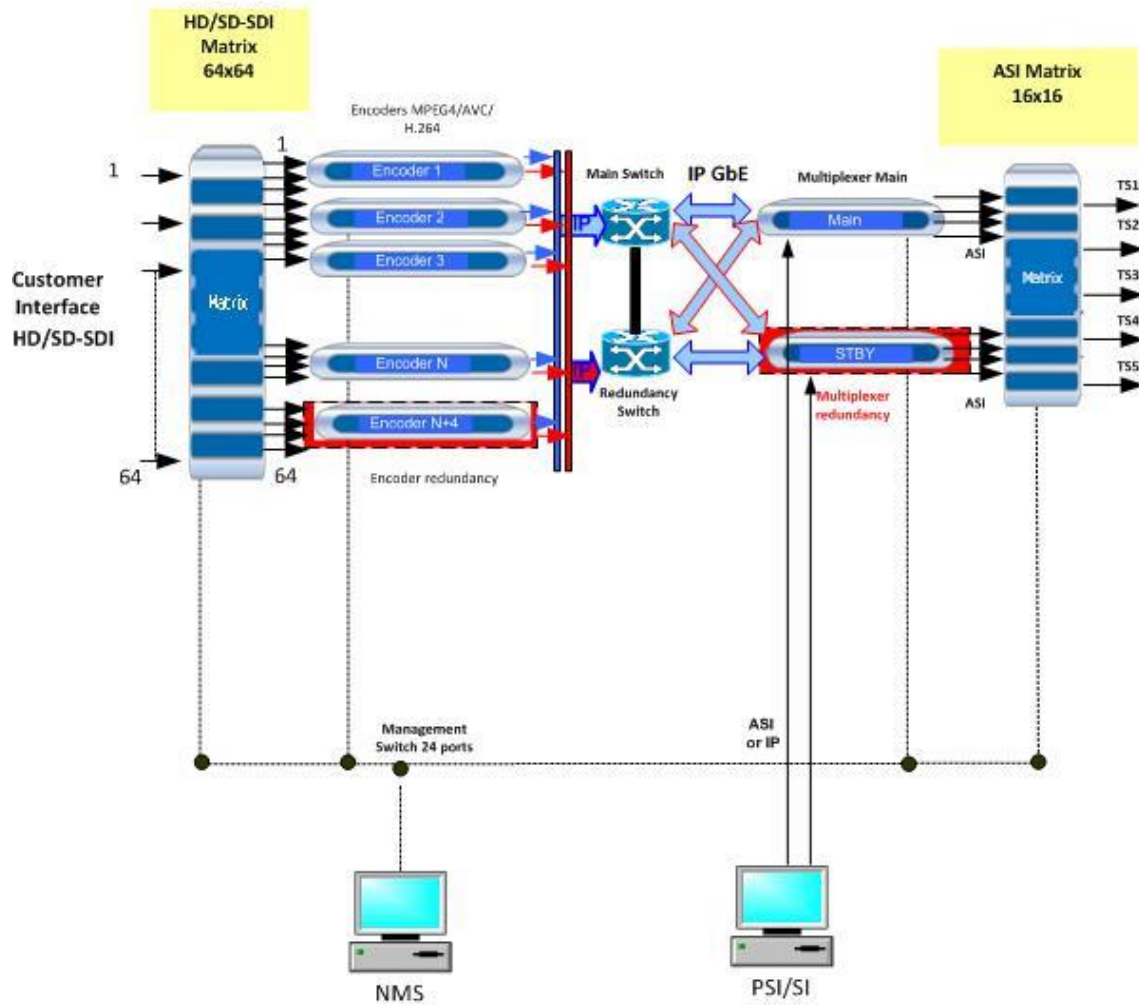 HD/SD-SDI
Matrix
64x64
ASI Matrix
16x16
Encoders MPEG4/AVC/
H.264
1
1
Encoder 1
Main Switch
IP GbE
Multiplexer Main
TS1
Encoder 2
IP
Main
TS2
ASI
Encoder 3
Customer
Interface
HD/SD-SDI
Matrix
Matrix
TS3
TS4
STBY
Encoder N
IP
TS5
Redundancy
Switch
Multiplexer
redundancy
ASI
Encoder N+4
64
64
Encoder redundancy
Management
Switch 24 ports
ASI
or IP
NMS
PSI/SI